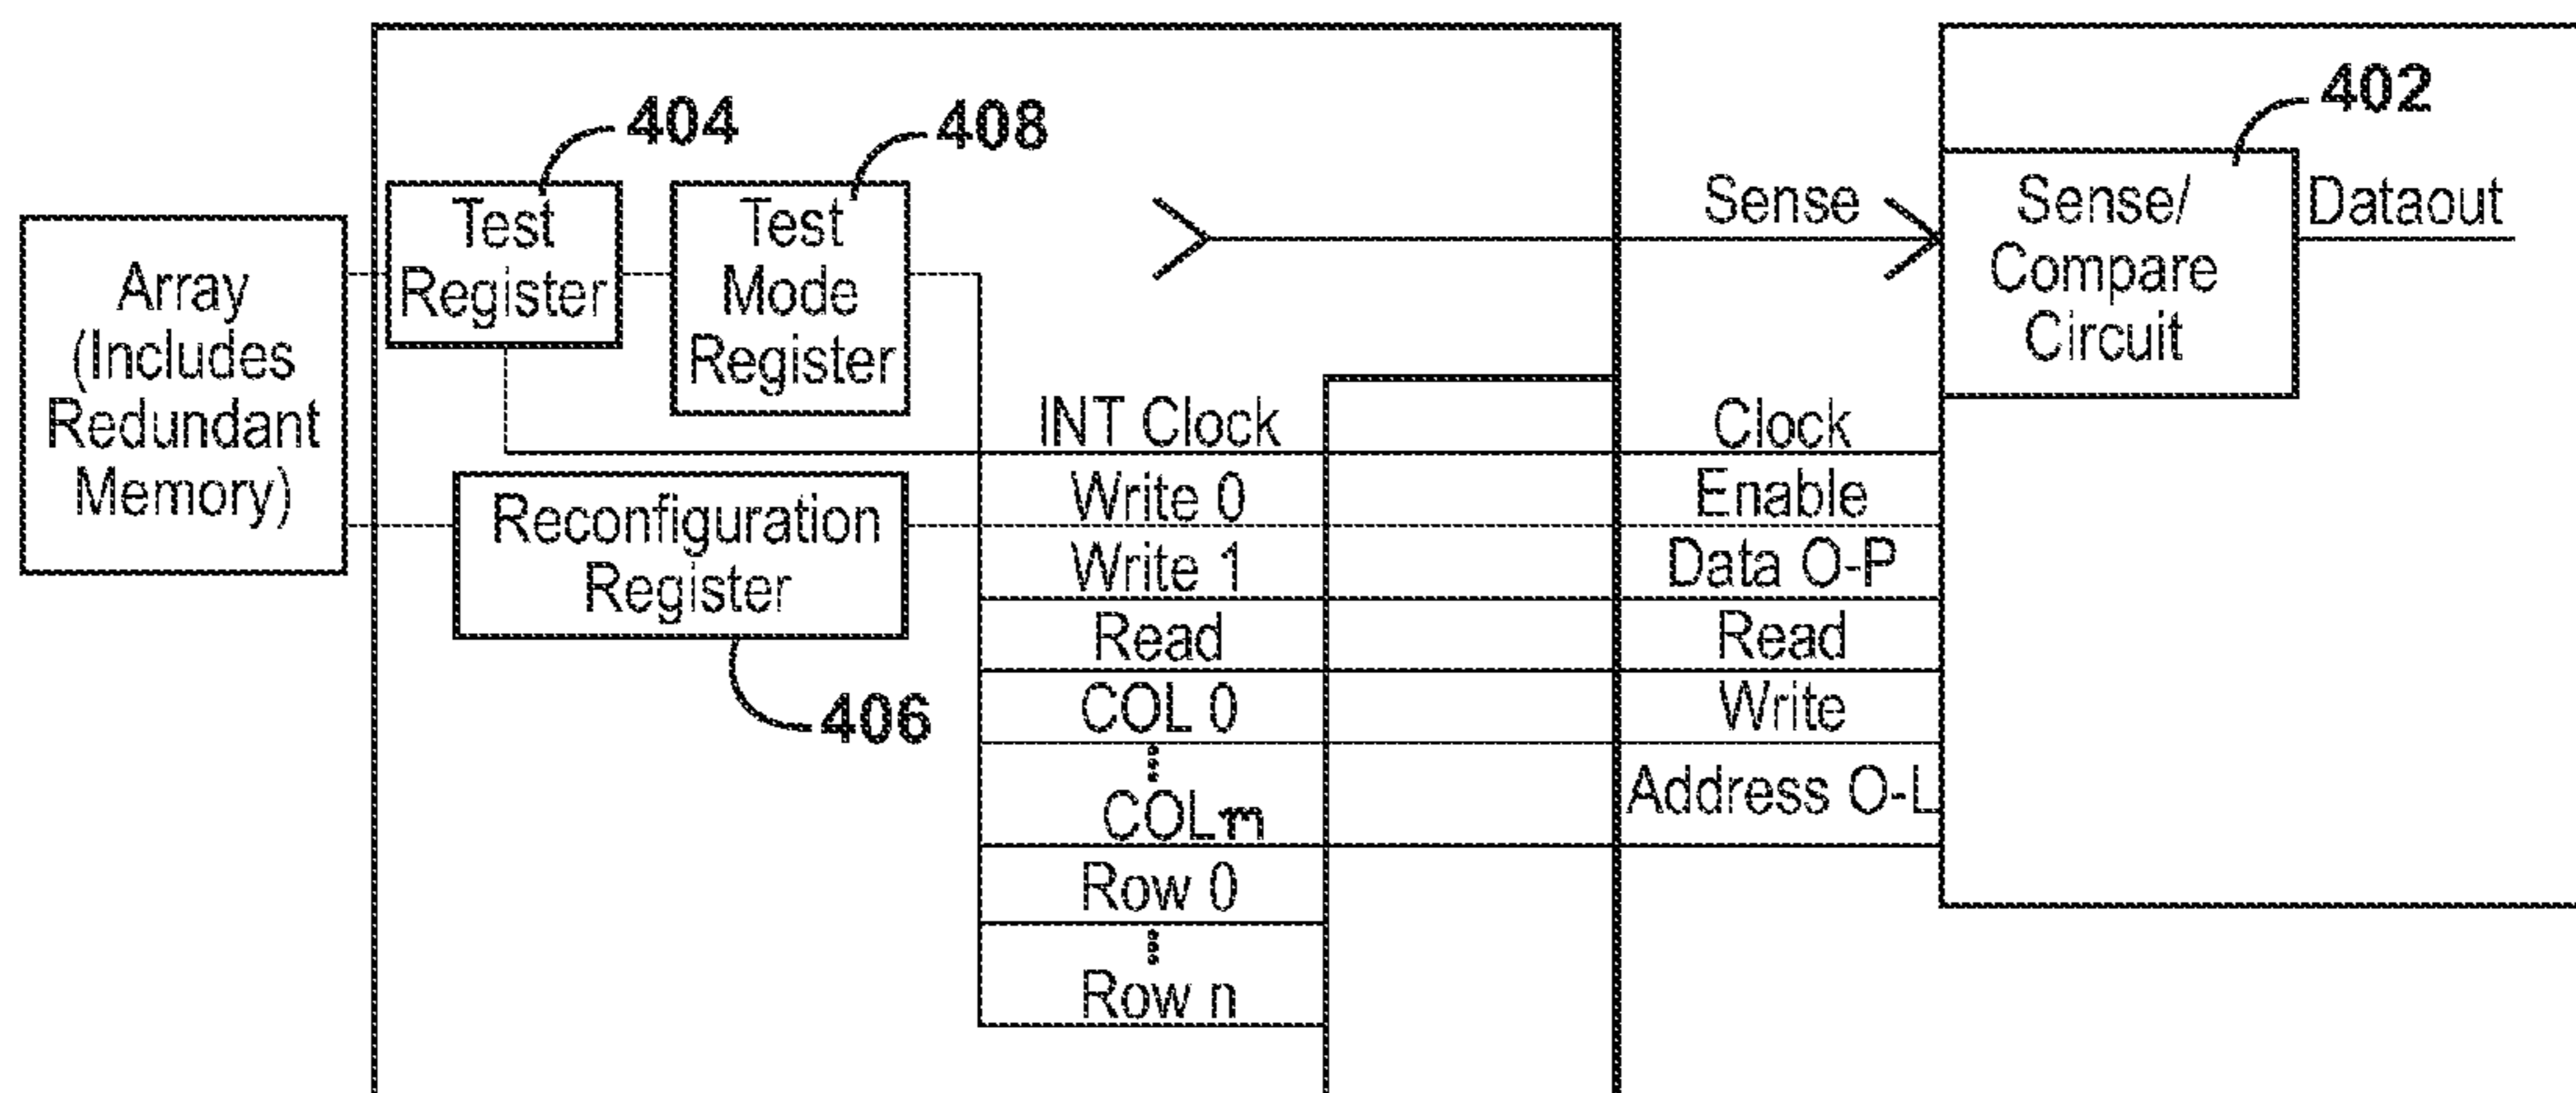 404
408
402
Test
Register
Test
Mode
Register
Sense
Sense/
Compare
Circuit
Dataout
Array
(Includes
Redundant
Memory)
INT Clock
Clock
Write 0
Enable
Reconfiguration
Register
Write 1
Data O-P
Read
Read
406
COL 0
Write
COL m
Address O-L
Row 0
Row n